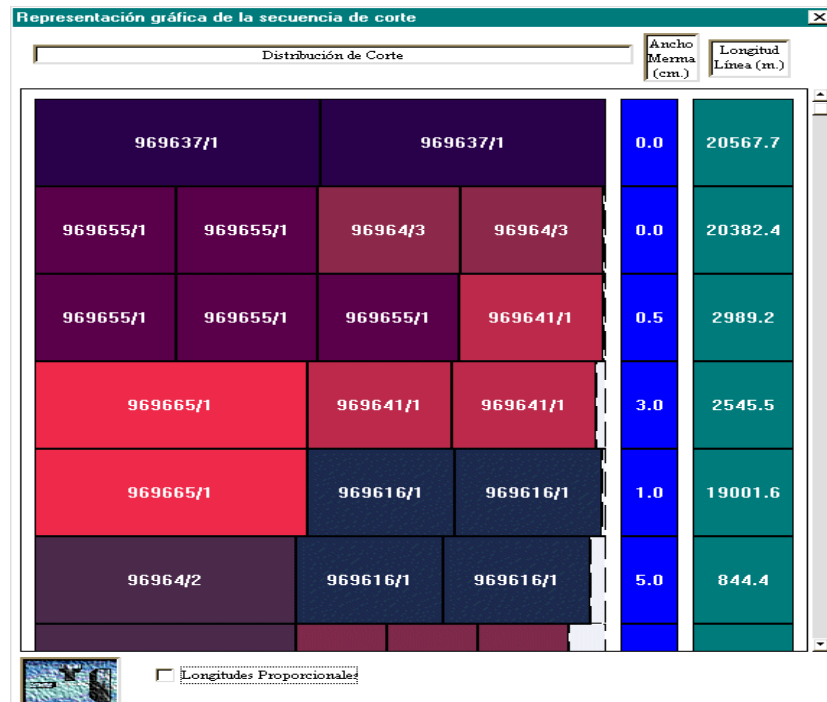 Representación gráfica de la secuencia de corte
Distribución de Corte
Ancho
Merma
(cm.)
Longitud
Línea (m.)
969637/1 969637/1 0.0 20567.7
969655/1 969655/1 96964/3 96964/3 0.0 20382.4
969655/1 969655/1 969655/1 969641/1 0.5 2989.2
969665/1 969641/1 969641/1 3.0 2545.5
969665/1 969616/1 969616/1 1.0 19001.6
96964/2 969616/1 969616/1 5.0 844.4
Longitudes Proporcionales